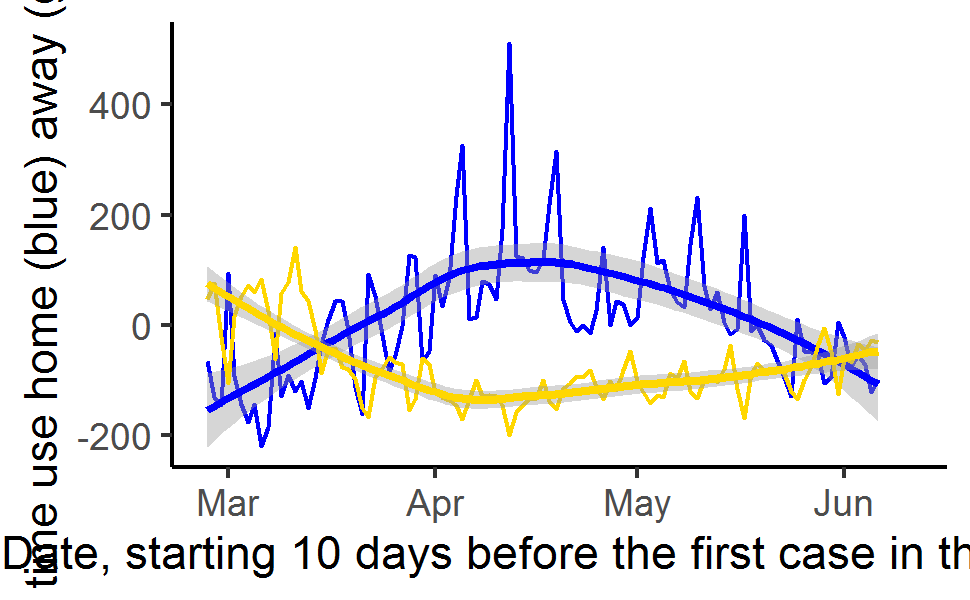 time use home (blue) away (
400
200
0
-200
Mar Apr May Jun
Date, starting 10 days before the first case in th